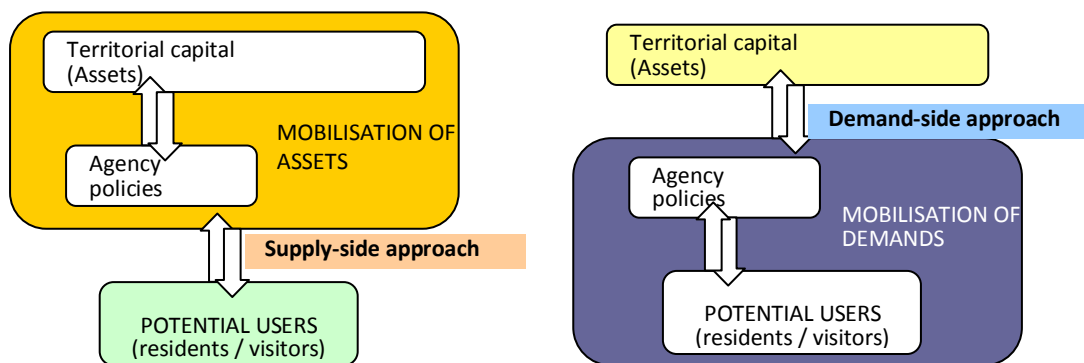 Territorial capital
(Assets)
MOBILISATION OF
ASSETS
Agency
policies
Supply-side approach
POTENTIAL USERS
(residents / visitors)
Territorial capital
(Assets)
Demand-side approach
Agency
policies
MOBILISATION OF
DEMANDS
POTENTIAL USERS
(residents / visitors)